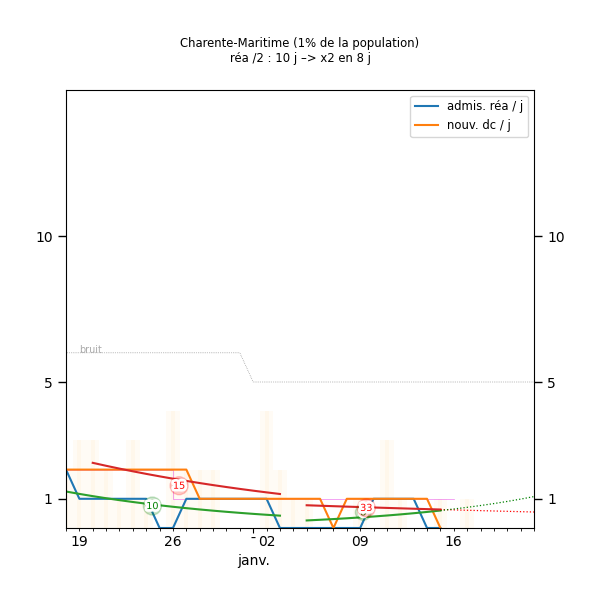 Charente-Maritime (1% de la population)
réa /2 : 10 j –> x2 en 8 j
admis. réa / j
nouv. dc / j
10
10
bruit
5
5
15
10
33
1
1
19
26
02
09
16
janv.